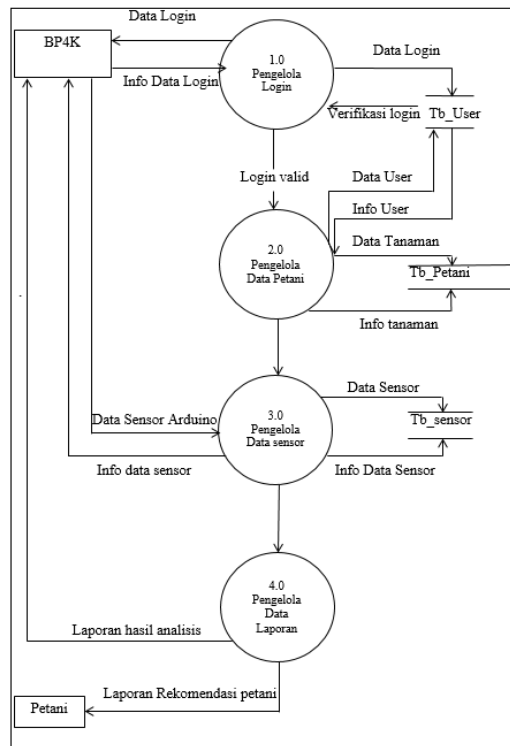 Data Login
BP4K
1.0
Pengelola
Login
Data Login
Info Data Login
Verifikasi login
Tb_User
Login valid
Data User
Info User
2.0
Pengelola
Data Petani
Data Tanaman
Tb_Petani
Info tanaman
3.0
Pengelola
Data sensor
Data Sensor
Data Sensor Arduino
Tb_sensor
Info data sensor
Info Data Sensor
4.0
Pengelola
Data
Laporan
Laporan hasil analisis
Laporan Rekomendasi petani
Petani